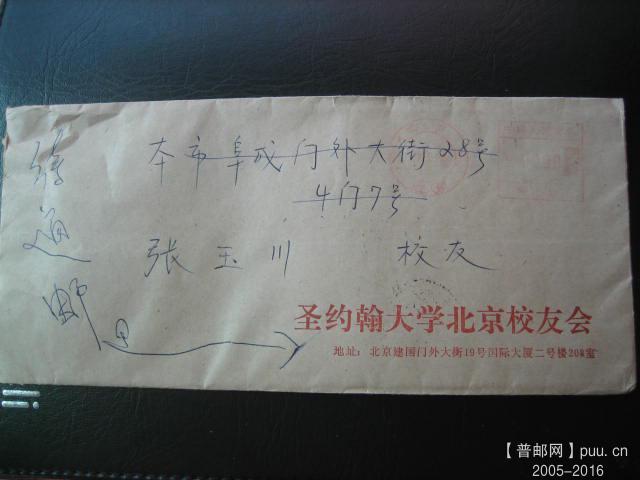 本市阜成门外大街28号
4门7号
张玉川 校友
圣约翰大学北京校友会
地址：北京建国门外大街19号国际大厦二号楼208室
通邮
【普邮网】puu.cn
2005-2016